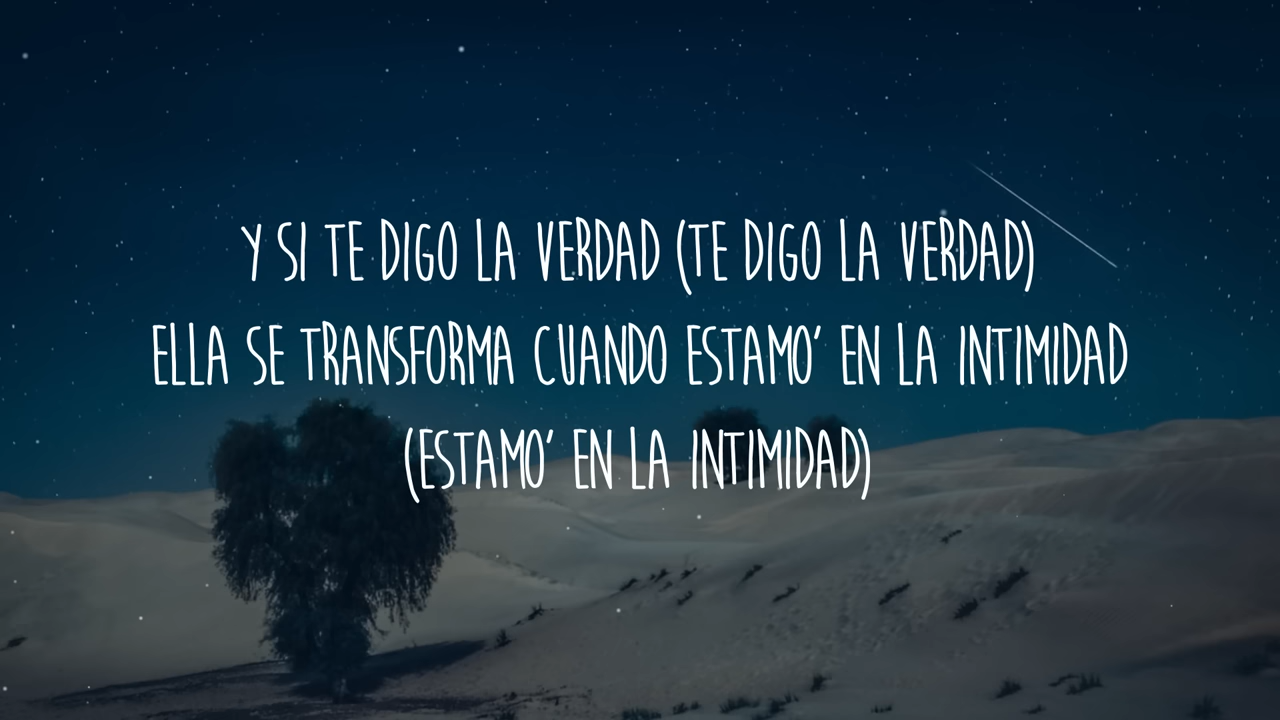 Y SI TE DIGO LA VERDAD (TE DIGO LA VERDAD)
ELLA SE TRANSFORMA CUANDO ESTAMO' EN LA INTIMIDAD
(ESTAMO' EN LA INTIMIDAD)